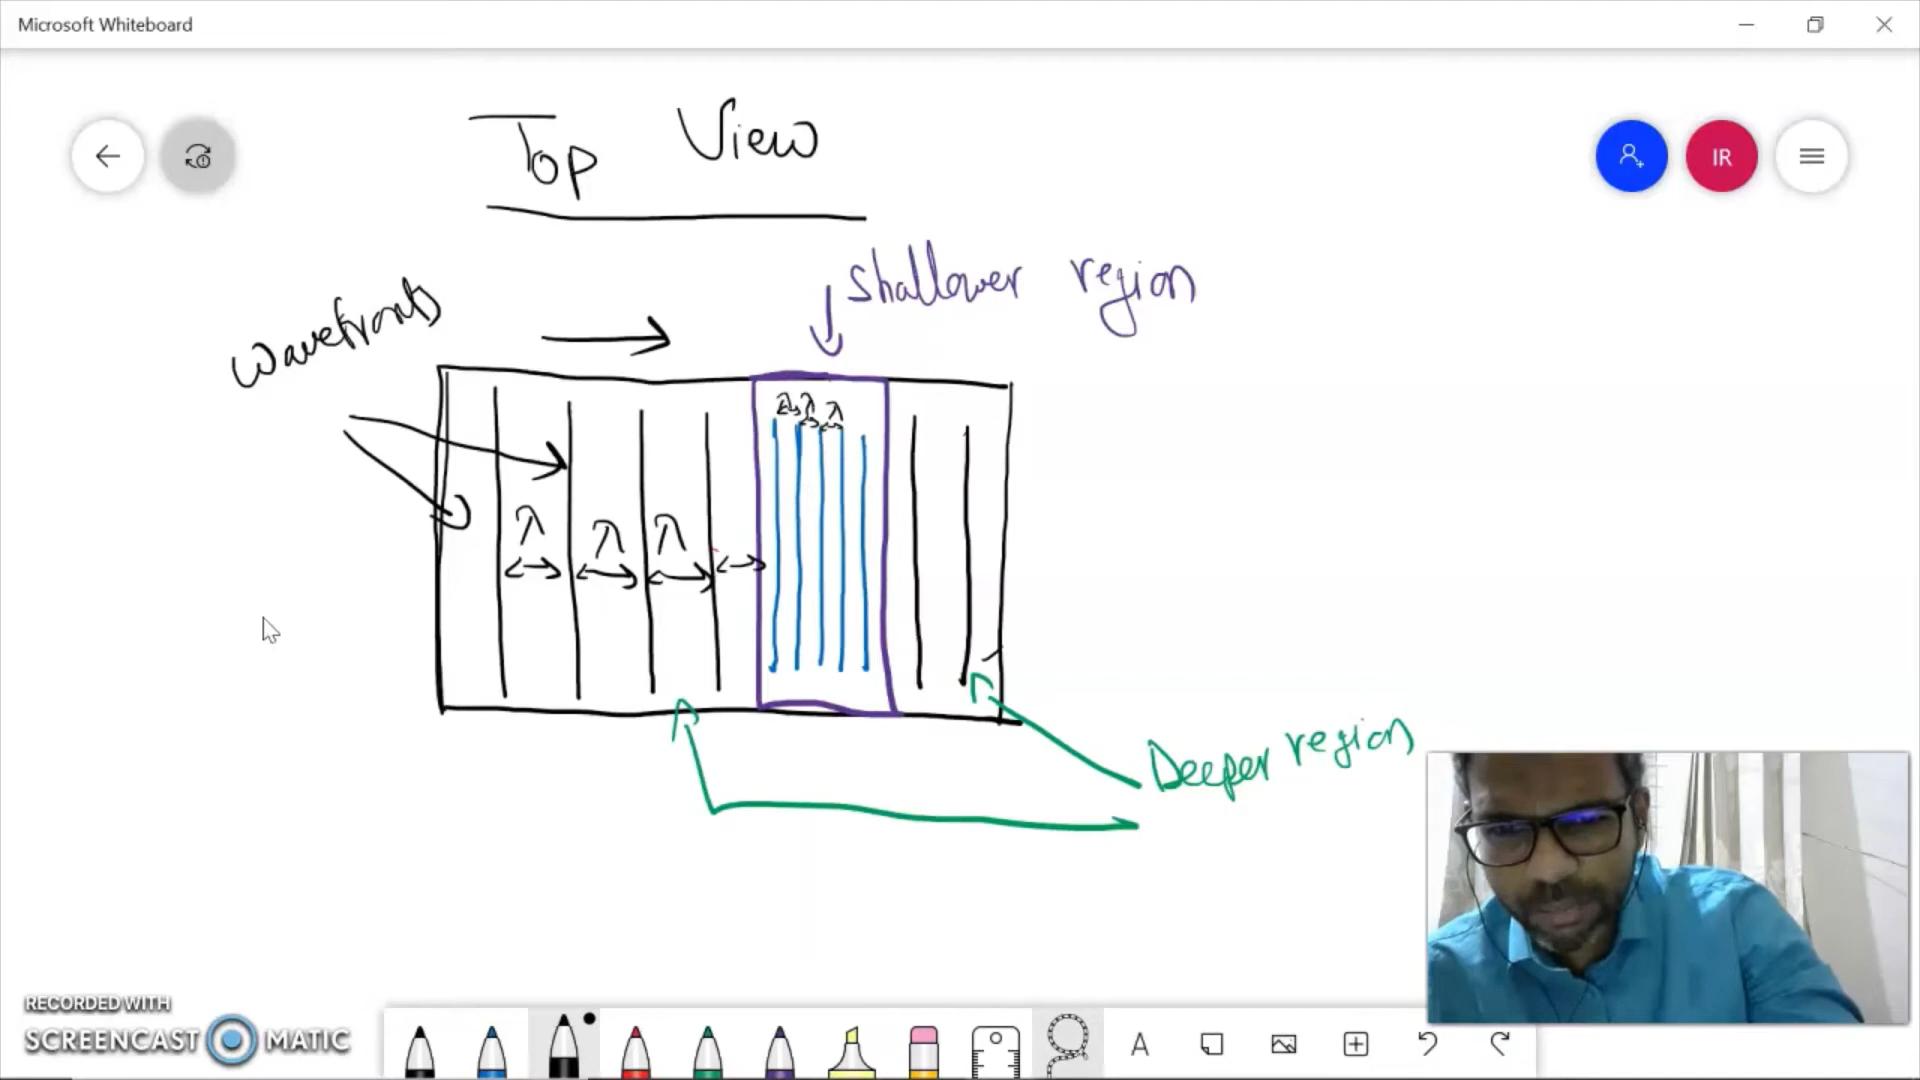 Microsoft Whiteboard
Top View
IR
Shallower region
Wavefronts
λ λ λ
λ λ λ
Deeper region
RECORDED WITH
SCREENCAST MATIC
A